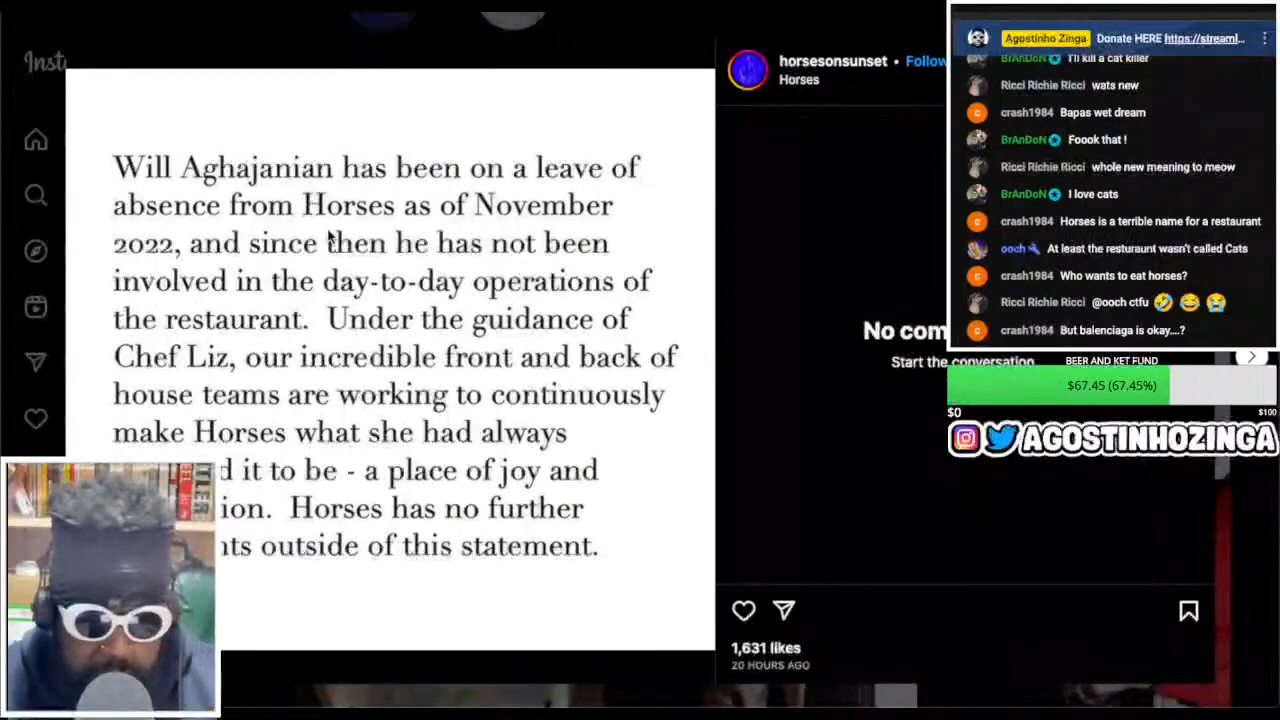 Inst
Will Aghajanian has been on a leave of
absence from Horses as of November
2022, and since then he has not been
involved in the day-to-day operations of
the restaurant. Under the guidance of
Chef Liz, our incredible front and back of
house teams are working to continuously
make Horses what she had always
d it to be - a place of joy and
ion. Horses has no further
nts outside of this statement.
horsesonsunset • Follow
Horses
No com
Start the conversation
1,631 likes
20 HOURS AGO
Agostinho Zinga Donate HERE https://streaml...
BrAnDoN I'll kill a cat killer
Ricci Richie Ricci wats new
crash1984 Bapas wet dream
BrAnDoN Foook that !
Ricci Richie Ricci whole new meaning to meow
BrAnDoN I love cats
crash1984 Horses is a terrible name for a restaurant
ooch At least the resturaunt wasn't called Cats
crash1984 Who wants to eat horses?
Ricci Richie Ricci @ooch ctfu 🤣 😂 😭
crash1984 But balenciaga is okay....?
BEER AND KET FUND
$67.45 (67.45%)
$0 $100
AGOSTINHOZINGA